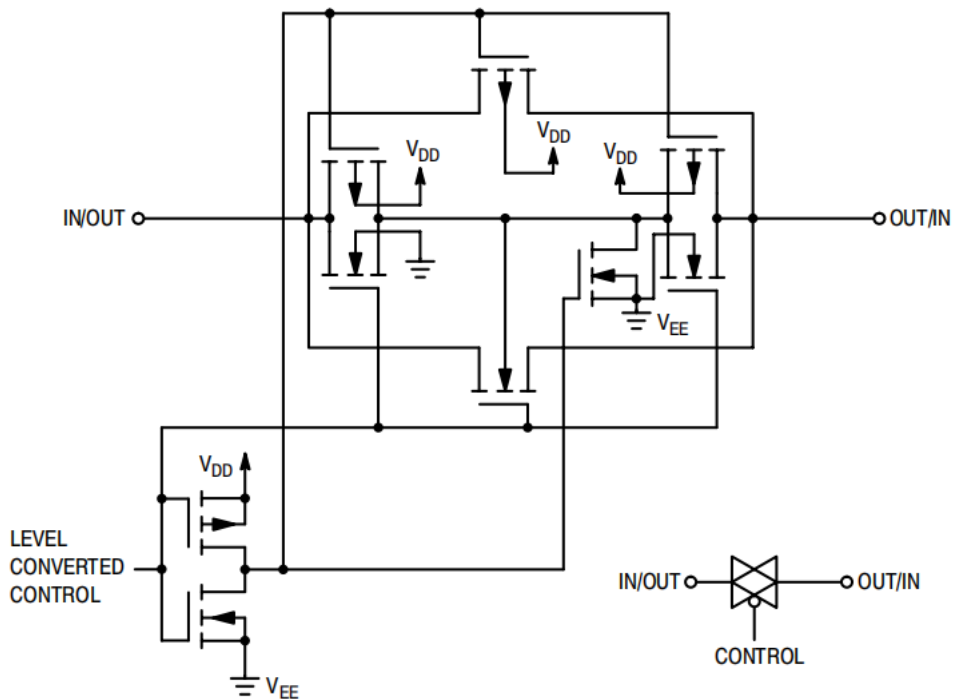 VDD
VDD
VDD
IN/OUT
OUT/IN
VEE
VDD
LEVEL
CONVERTED
CONTROL
VEE
IN/OUT
OUT/IN
CONTROL